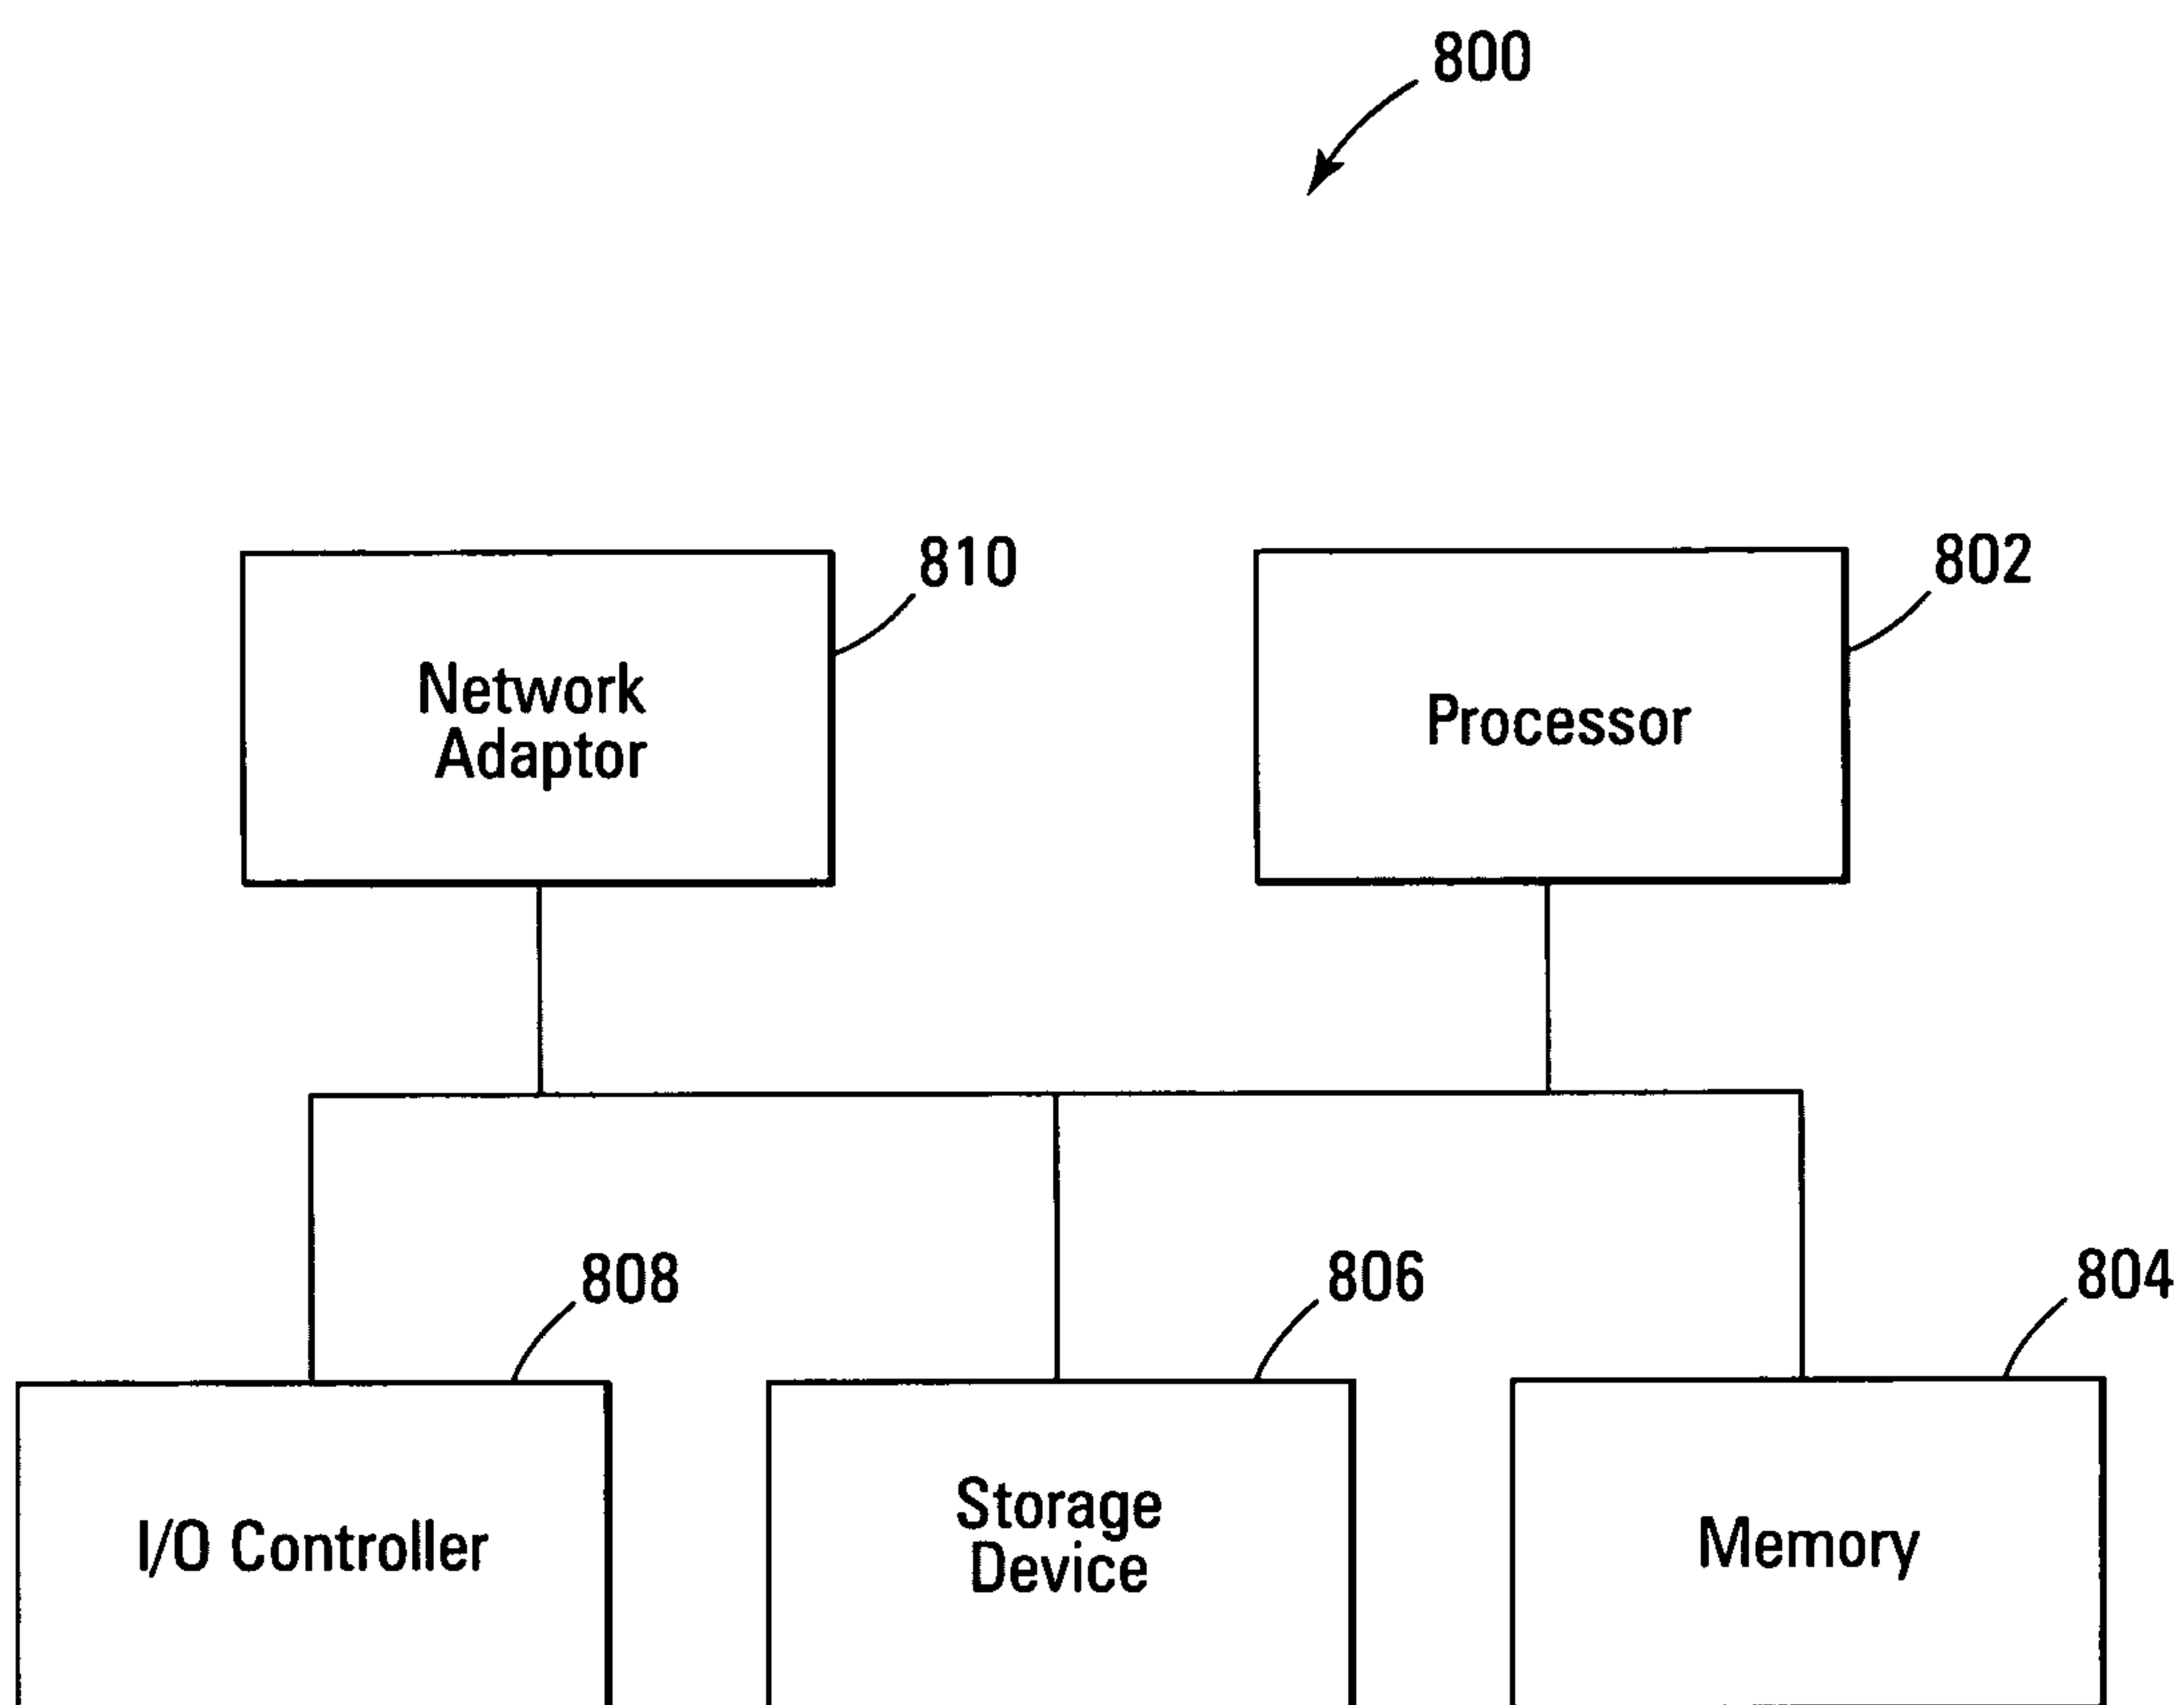 800
810
802
Network
Adaptor
Processor
808
806
804
I/O Controller
Storage
Device
Memory